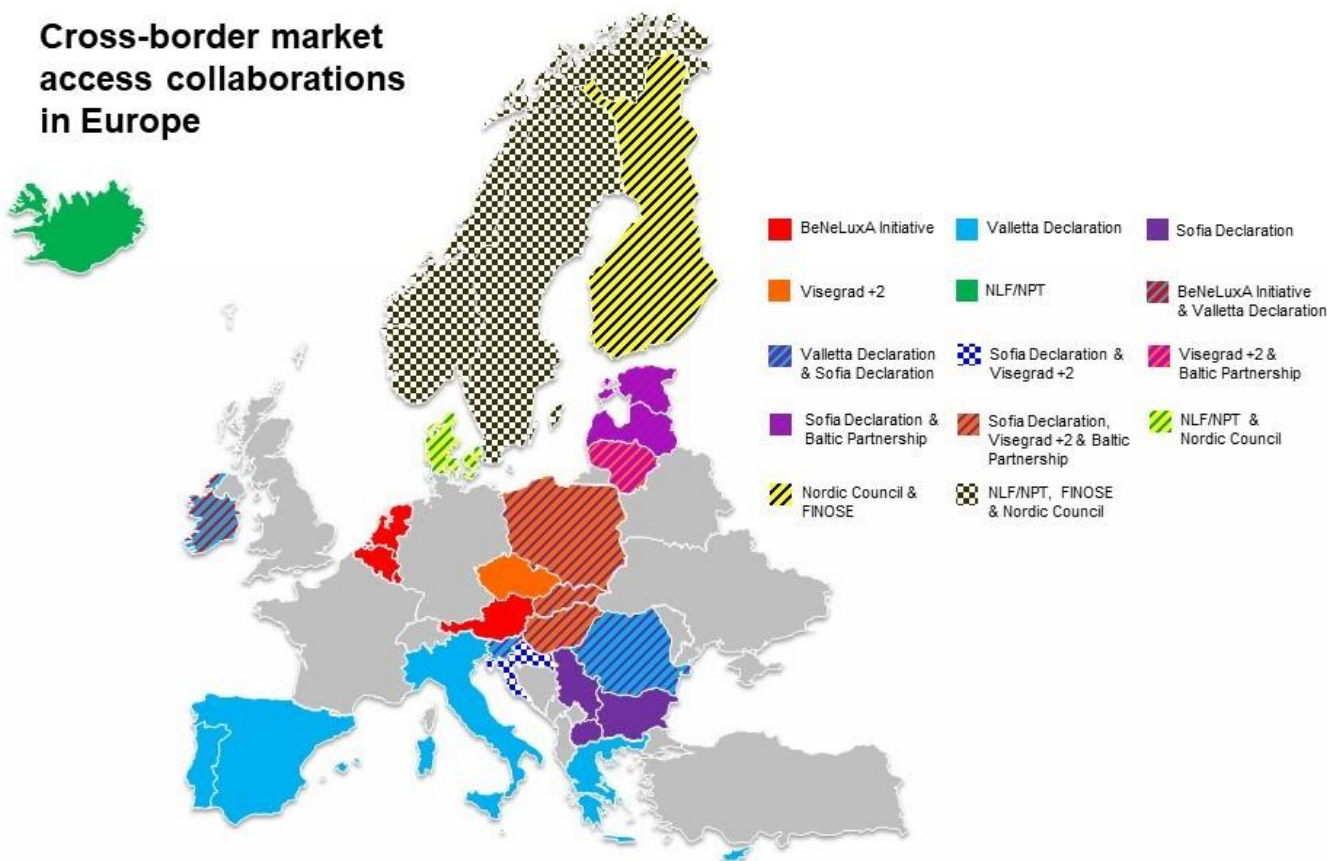 Cross-border market
access collaborations
in Europe
BeNeLuxA Initiative
Valletta Declaration
Sofia Declaration
Visegrad +2
NLF/NPT
BeNeLuxA Initiative
& Valletta Declaration
Valletta Declaration
& Sofia Declaration
Sofia Declaration &
Visegrad +2
Visegrad +2 &
Baltic Partnership
Sofia Declaration &
Baltic Partnership
Sofia Declaration,
Visegrad +2 & Baltic
Partnership
NLF/NPT &
Nordic Council
Nordic Council &
FINOSE
NLF/NPT, FINOSE
& Nordic Council